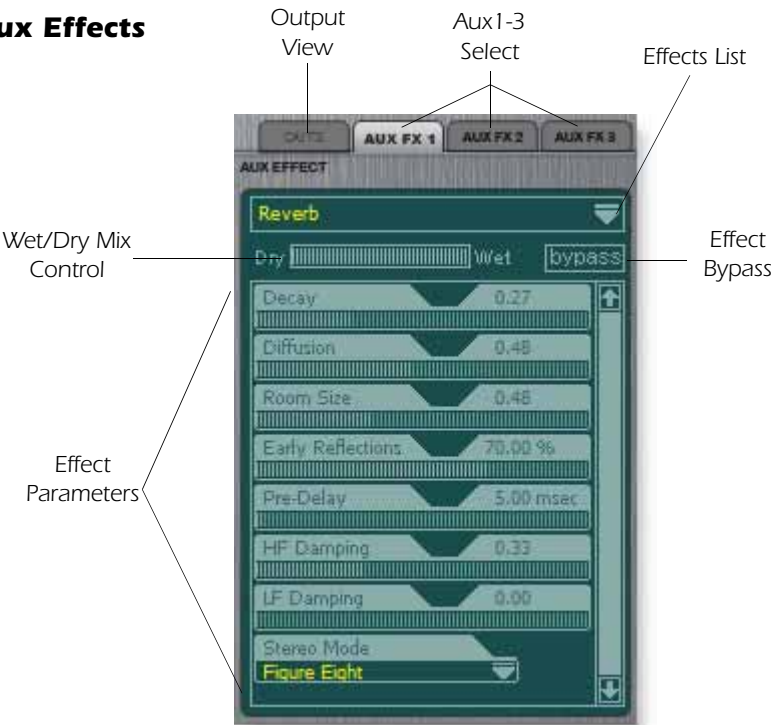 ux Effects
Output
View
Aux1-3
Select
Effects List
OUTS
AUX FX 1
AUX FX 2
AUX FX 3
AUX EFFECT
Reverb
Wet/Dry Mix
Control
Dry
Wet
bypass
Effect
Bypass
Decay 0.27
Diffusion 0.48
Room Size 0.48
Early Reflections 70.00 %
Effect
Parameters
Pre-Delay 5.00 msec
HF Damping 0.33
LF Damping 0.00
Stereo Mode
Figure Eight